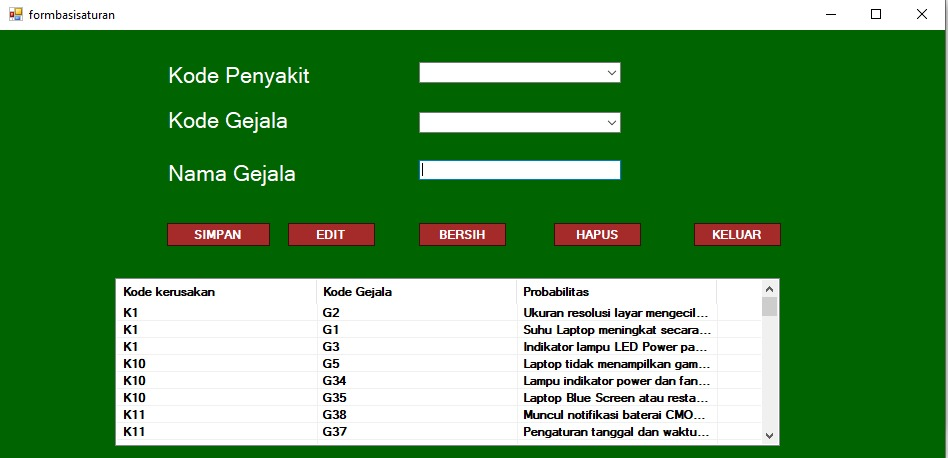 formbasisaturan
Kode Penyakit
Kode Gejala
Nama Gejala
SIMPAN EDIT BERSIH HAPUS KELUAR
Kode kerusakan Kode Gejala Probabilitas
K1 G2 Ukuran resolusi layar mengecil...
K1 G1 Suhu Laptop meningkat secara...
K1 G3 Indikator lampu LED Power pa...
K10 G5 Laptop tidak menampilkan gam...
K10 G34 Lampu indikator power dan fan...
K10 G35 Laptop Blue Screen atau resta...
K11 G38 Muncul notifikasi baterai CMO...
K11 G37 Pengaturan tanggal dan waktu...